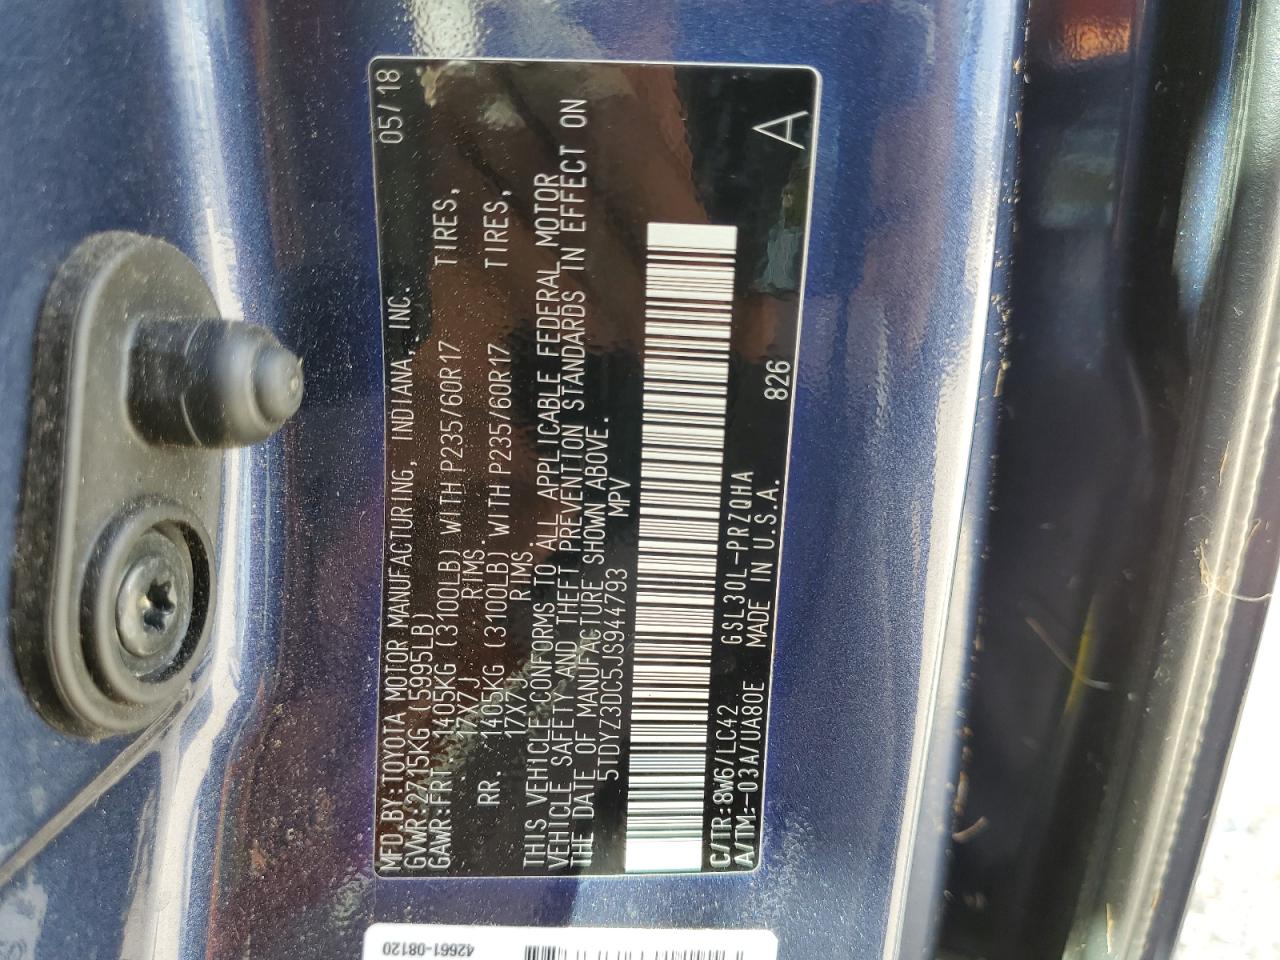 MFD.BY:TOYOTA MOTOR MANUFACTURING, INDIANA, INC. 05/18
GVWR:2715KG (5995LB)
GAWR:FRT. 1405KG (3100LB) WITH P235/60R17 TIRES,
17X7J RIMS.
RR. 1405KG (3100LB) WITH P235/60R17 TIRES,
17X7J RIMS.
THIS VEHICLE CONFORMS TO ALL APPLICABLE FEDERAL MOTOR
VEHICLE SAFETY AND THEFT PREVENTION STANDARDS IN EFFECT ON
THE DATE OF MANUFACTURE SHOWN ABOVE.
5TDYZ3DC5JS944793 MPV
C/TR:8W6/LC42 GSL30L-PRZQHA
A/TM:-03A/UA80E MADE IN U.S.A. 826 A
42661-08120